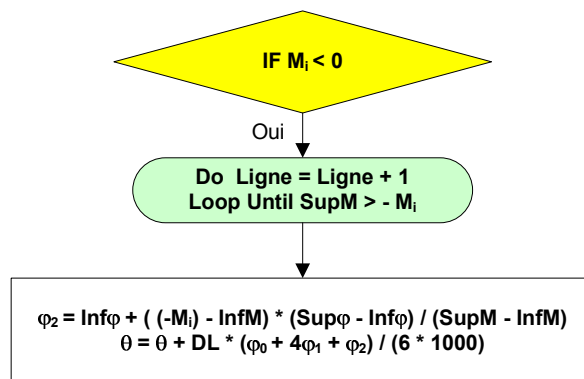 IF Mᵢ < 0
Oui
Do Ligne = Ligne + 1
Loop Until SupM > - Mᵢ
φ₂ = Infφ + ( (-Mᵢ) - InfM) * (Supφ - Infφ) / (SupM - InfM)
θ = θ + DL * (φ₀ + 4φ₁ + φ₂) / (6 * 1000)